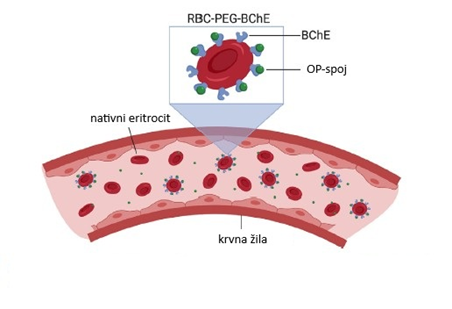 RBC-PEG-BChE
BChE
OP-spoj
nativni eritrocit
krvna žila